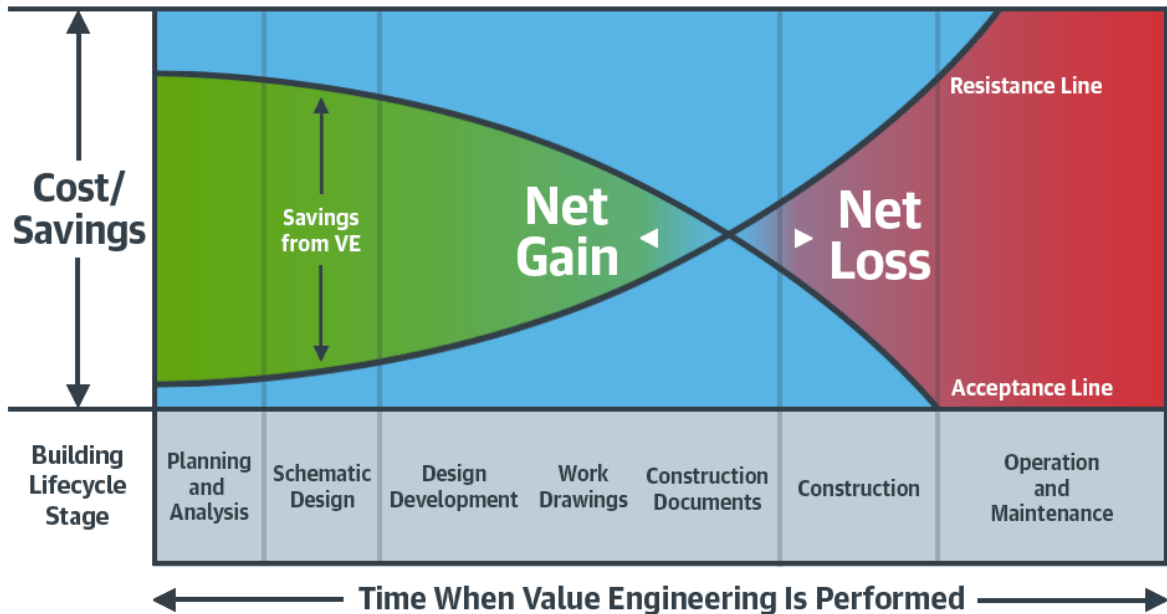 Cost/
Savings
Savings
from VE
Net
Gain
Net
Loss
Resistance Line
Acceptance Line
Building
Lifecycle
Stage
Planning
and
Analysis
Schematic
Design
Design
Development
Work
Drawings
Construction
Documents
Construction
Operation
and
Maintenance
Time When Value Engineering Is Performed